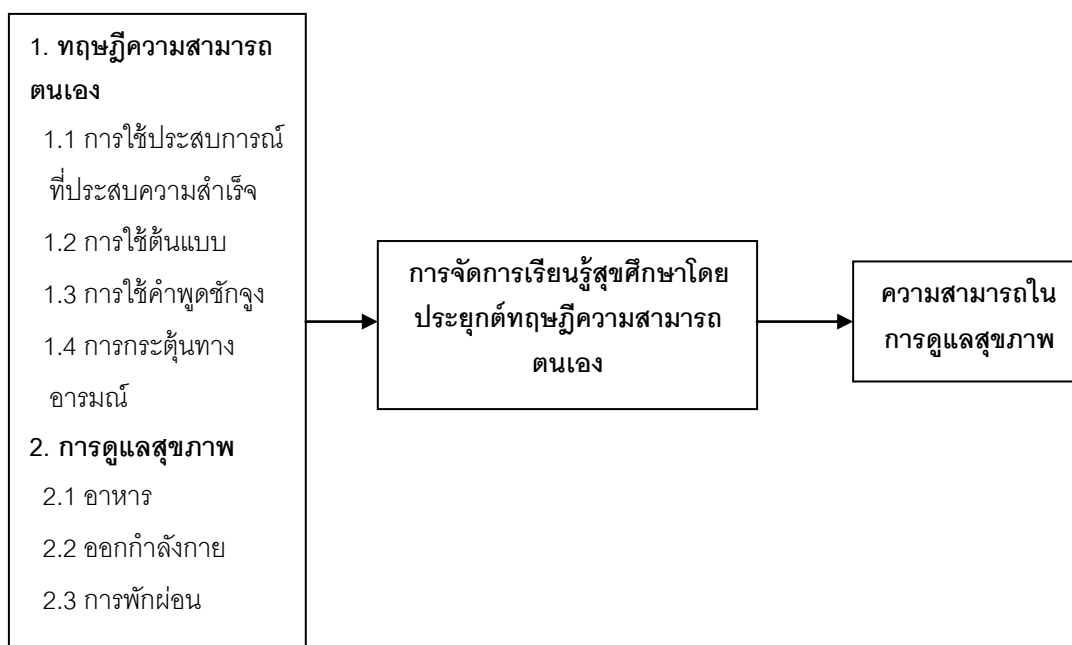 1. ทฤษฎีความสามารถ
ตนเอง
1.1 การใช้ประสบการณ์
ที่ประสบความสำเร็จ
1.2 การใช้ต้นแบบ
1.3 การใช้คำพูดชักจูง
1.4 การกระตุ้นทาง
อารมณ์
2. การดูแลสุขภาพ
2.1 อาหาร
2.2 ออกกำลังกาย
2.3 การพักผ่อน
การจัดการเรียนรู้สุขศึกษาโดย
ประยุกต์ทฤษฎีความสามารถ
ตนเอง
ความสามารถใน
การดูแลสุขภาพ